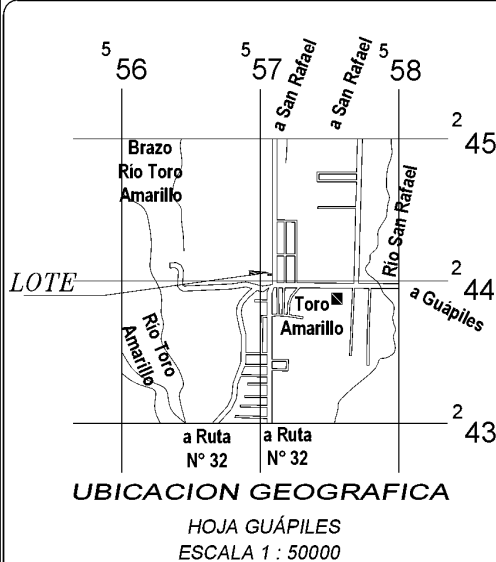 5 56
5 57
5 58
a San Rafael
a San Rafael
2 45
Brazo
Río Toro
Amarillo
Río San Rafael
2 44
LOTE
a Guápiles
Toro
Amarillo
Río Toro
Amarillo
2 43
a Ruta
N° 32
a Ruta
N° 32
UBICACION GEOGRAFICA
HOJA GUÁPILES
ESCALA 1 : 50000